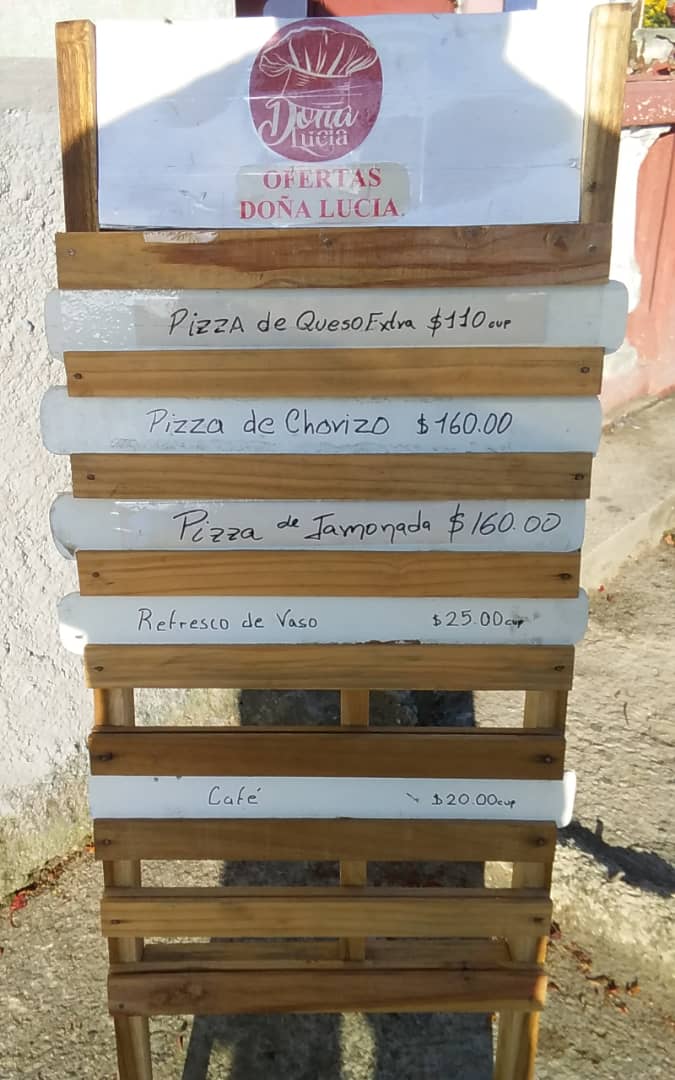 Doña
Lucia
OFERTAS
DOÑA LUCIA.
Pizza de Queso Extra $110 cup
Pizza de Chorizo $160.00
Pizza de Jamonada $160.00
Refresco de Vaso $25.00 cup
Café $20.00 cup